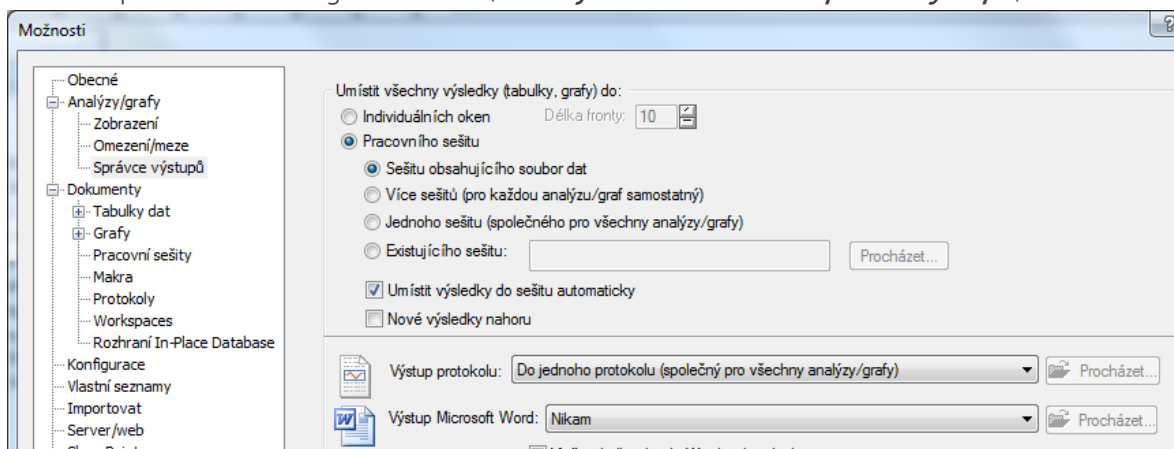 Možnosti
Obecné
Analýzy/grafy
Zobrazení
Omezení/meze
Správce výstupů
Dokumenty
Tabulky dat
Grafy
Pracovní sešity
Makra
Protokoly
Workspaces
Rozhraní In-Place Database
Konfigurace
Vlastní seznamy
Importovat
Server/web
Umístit všechny výsledky (tabulky, grafy) do:
Individuálních oken Délka fronty: 10
Pracovního sešitu
Sešitu obsahujícího soubor dat
Více sešitů (pro každou analýzu/graf samostatný)
Jednoho sešitu (společného pro všechny analýzy/grafy)
Existujícího sešitu: Procházet...
Umístit výsledky do sešitu automaticky
Nové výsledky nahoru
Výstup protokolu: Do jednoho protokolu (společný pro všechny analýzy/grafy) Procházet...
Výstup Microsoft Word: Nikam Procházet...